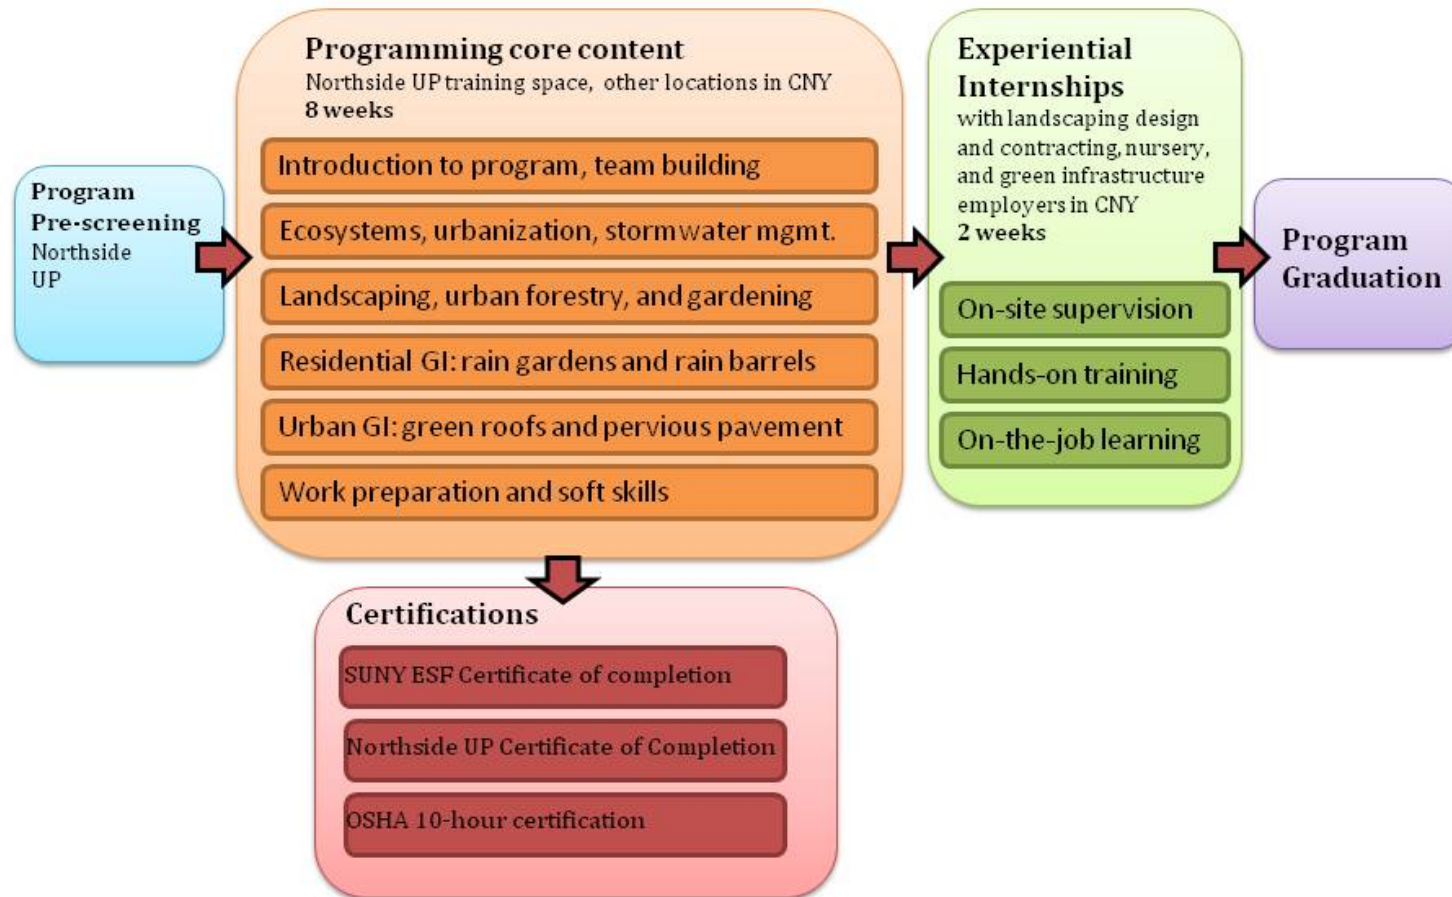 Program
Pre-screening
Northside
UP
Programming core content
Northside UP training space, other locations in CNY
8 weeks
Introduction to program, team building
Ecosystems, urbanization, storm water mgmt.
Landscaping, urban forestry, and gardening
Residential GI: rain gardens and rain barrels
Urban GI: green roofs and pervious pavement
Work preparation and soft skills
Experiential
Internships
with landscaping design
and contracting, nursery,
and green infrastructure
employers in CNY
2 weeks
On-site supervision
Hands-on training
On-the-job learning
Program
Graduation
Certifications
SUNY ESF Certificate of completion
Northside UP Certificate of Completion
OSHA 10-hour certification